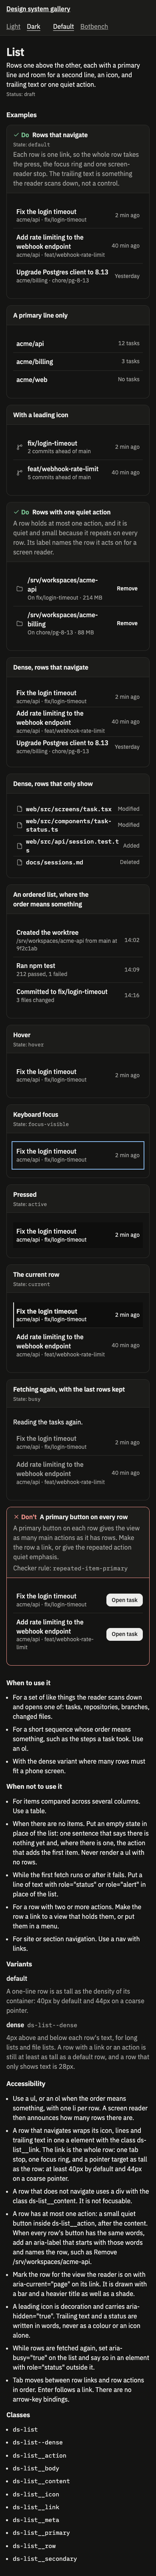 Design system gallery
Light Dark Default Botbench
List
Rows one above the other, each with a primary
line and room for a second line, an icon, and
trailing text or one quiet action.
Status: draft
Examples
Do Rows that navigate
State: default
Each row is one link, so the whole row takes
the press, the focus ring and one screen-
reader stop. The trailing text is something
the reader scans down, not a control.
Fix the login timeout
acme/api · fix/login-timeout
2 min ago
Add rate limiting to the
webhook endpoint
acme/api · feat/webhook-rate-limit
40 min ago
Upgrade Postgres client to 8.13
acme/billing · chore/pg-8-13
Yesterday
A primary line only
acme/api 12 tasks
acme/billing 3 tasks
acme/web No tasks
With a leading icon
fix/login-timeout
2 commits ahead of main
2 min ago
feat/webhook-rate-limit
5 commits ahead of main
40 min ago
Do Rows with one quiet action
A row holds at most one action, and it is
quiet and small because it repeats on every
row. Its label names the row it acts on for a
screen reader.
/srv/workspaces/acme-
api
On fix/login-timeout · 214 MB
Remove
/srv/workspaces/acme-
billing
On chore/pg-8-13 · 88 MB
Remove
Dense, rows that navigate
Fix the login timeout
acme/api · fix/login-timeout
2 min ago
Add rate limiting to the
webhook endpoint
acme/api · feat/webhook-rate-limit
40 min ago
Upgrade Postgres client to 8.13
acme/billing · chore/pg-8-13
Yesterday
Dense, rows that only show
web/src/screens/task.tsx Modified
web/src/components/task-
status.ts
Modified
web/src/api/session.test.t
s
Added
docs/sessions.md Deleted
An ordered list, where the
order means something
Created the worktree
/srv/workspaces/acme-api from main at
9f2c1ab
14:02
Ran npm test
212 passed, 1 failed
14:09
Committed to fix/login-timeout
3 files changed
14:16
Hover
State: hover
Fix the login timeout
acme/api · fix/login-timeout
2 min ago
Keyboard focus
State: focus-visible
Fix the login timeout
acme/api · fix/login-timeout
2 min ago
Pressed
State: active
Fix the login timeout
acme/api · fix/login-timeout
2 min ago
The current row
State: current
Fix the login timeout
acme/api · fix/login-timeout
2 min ago
Add rate limiting to the
webhook endpoint
acme/api · feat/webhook-rate-limit
40 min ago
Fetching again, with the last rows kept
State: busy
Reading the tasks again.
Fix the login timeout
acme/api · fix/login-timeout
2 min ago
Add rate limiting to the
webhook endpoint
acme/api · feat/webhook-rate-limit
40 min ago
Don't A primary button on every row
A primary button on each row gives the view
as many main actions as it has rows. Make
the row a link, or give the repeated action
quiet emphasis.
Checker rule: repeated-item-primary
Fix the login timeout
acme/api · fix/login-timeout
Open task
Add rate limiting to the
webhook endpoint
acme/api · feat/webhook-rate-
limit
Open task
When to use it
• For a set of like things the reader scans down
and opens one of: tasks, repositories, branches,
changed files.
• For a short sequence whose order means
something, such as the steps a task took. Use
an ol.
• With the dense variant where many rows must
fit a phone screen.
When not to use it
• For items compared across several columns.
Use a table.
• When there are no items. Put an empty state in
place of the list: one sentence that says there is
nothing yet and, where there is one, the action
that adds the first item. Never render a ul with
no rows.
• While the first fetch runs or after it fails. Put a
line of text with role="status" or role="alert" in
place of the list.
• For a row with two or more actions. Make the
row a link to a view that holds them, or put
them in a menu.
• For site or section navigation. Use a nav with
links.
Variants
default
A one-line row is as tall as the density of its
container: 40px by default and 44px on a coarse
pointer.
dense ds-list--dense
4px above and below each row's text, for long
lists and file lists. A row with a link or an action is
still at least as tall as a default row, and a row that
only shows text is 28px.
Accessibility
• Use a ul, or an ol when the order means
something, with one li per row. A screen reader
then announces how many rows there are.
• A row that navigates wraps its icon, lines and
trailing text in one a element with the class ds-
list__link. The link is the whole row: one tab
stop, one focus ring, and a pointer target as tall
as the row: at least 40px by default and 44px
on a coarse pointer.
• A row that does not navigate uses a div with the
class ds-list__content. It is not focusable.
• A row has at most one action: a small quiet
button inside ds-list__action, after the content.
When every row's button has the same words,
add an aria-label that starts with those words
and names the row, such as Remove
/srv/workspaces/acme-api.
• Mark the row for the view the reader is on with
aria-current="page" on its link. It is drawn with
a bar and a heavier title as well as a shade.
• A leading icon is decoration and carries aria-
hidden="true". Trailing text and a status are
written in words, never as a colour or an icon
alone.
• While rows are fetched again, set aria-
busy="true" on the list and say so in an element
with role="status" outside it.
• Tab moves between row links and row actions
in order. Enter follows a link. There are no
arrow-key bindings.
Classes
• ds-list
• ds-list--dense
• ds-list__action
• ds-list__body
• ds-list__content
• ds-list__icon
• ds-list__link
• ds-list__meta
• ds-list__primary
• ds-list__row
• ds-list__secondary